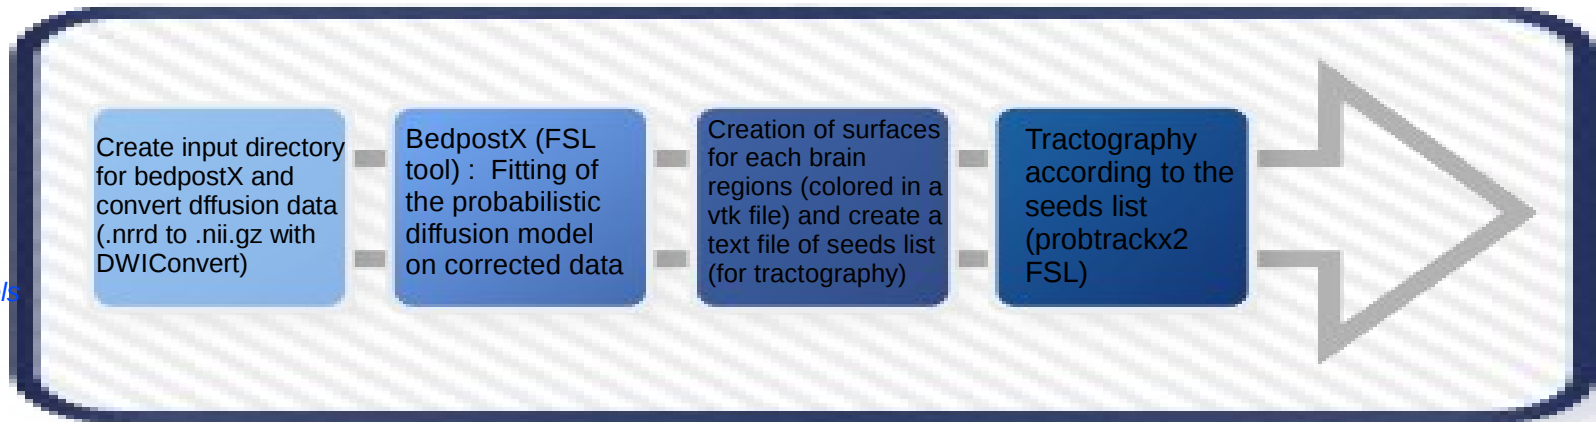 Create input directory
for bedpostX and
convert dffusion data
(.nrrd to .nii.gz with
DWIConvert)
BedpostX (FSL
tool) :  Fitting of
the probabilistic
diffusion model
on corrected data
Creation of surfaces
for each brain
regions (colored in a
vtk file) and create a
text file of seeds list
(for tractography)
Tractography
according to the
seeds list
(probtrackx2
FSL)